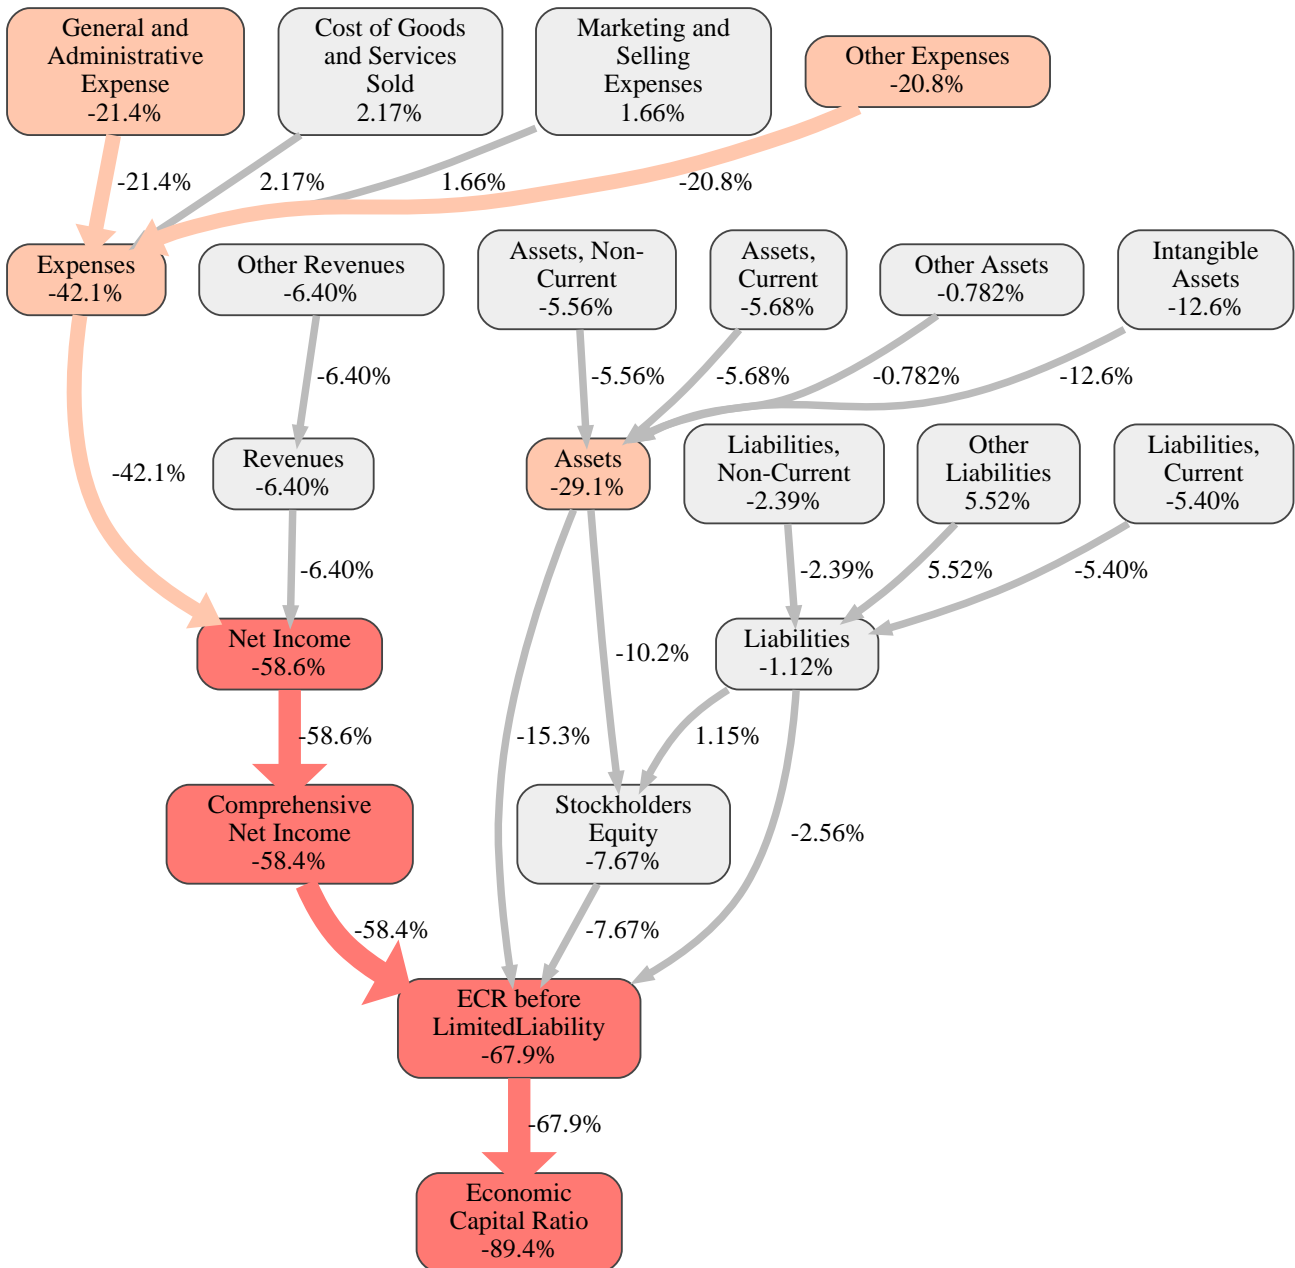 General and
Administrative
Expense
-21.4%
Cost of Goods
and Services
Sold
2.17%
Marketing and
Selling
Expenses
1.66%
Other Expenses
-20.8%
-21.4%
2.17%
1.66%
-20.8%
Expenses
-42.1%
Other Revenues
-6.40%
Assets, Non-
Current
-5.56%
Assets,
Current
-5.68%
Other Assets
-0.782%
Intangible
Assets
-12.6%
-6.40%
-5.56%
-5.68%
-0.782%
-12.6%
-42.1%
Revenues
-6.40%
Assets
-29.1%
Liabilities,
Non-Current
-2.39%
Other
Liabilities
5.52%
Liabilities,
Current
-5.40%
-6.40%
-2.39%
5.52%
-5.40%
Net Income
-58.6%
-10.2%
Liabilities
-1.12%
-58.6%
-15.3%
1.15%
Comprehensive
Net Income
-58.4%
Stockholders
Equity
-7.67%
-2.56%
-58.4%
-7.67%
ECR before
LimitedLiability
-67.9%
-67.9%
Economic
Capital Ratio
-89.4%